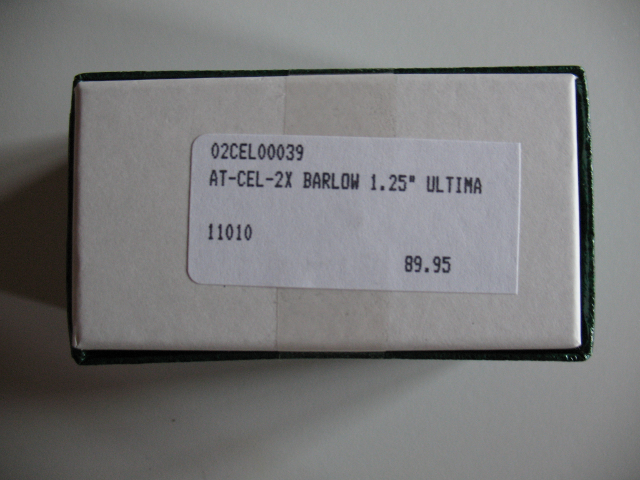 02CEL00039
AT-CEL-2X BARLOW 1.25" ULTIMA
11010
89.95